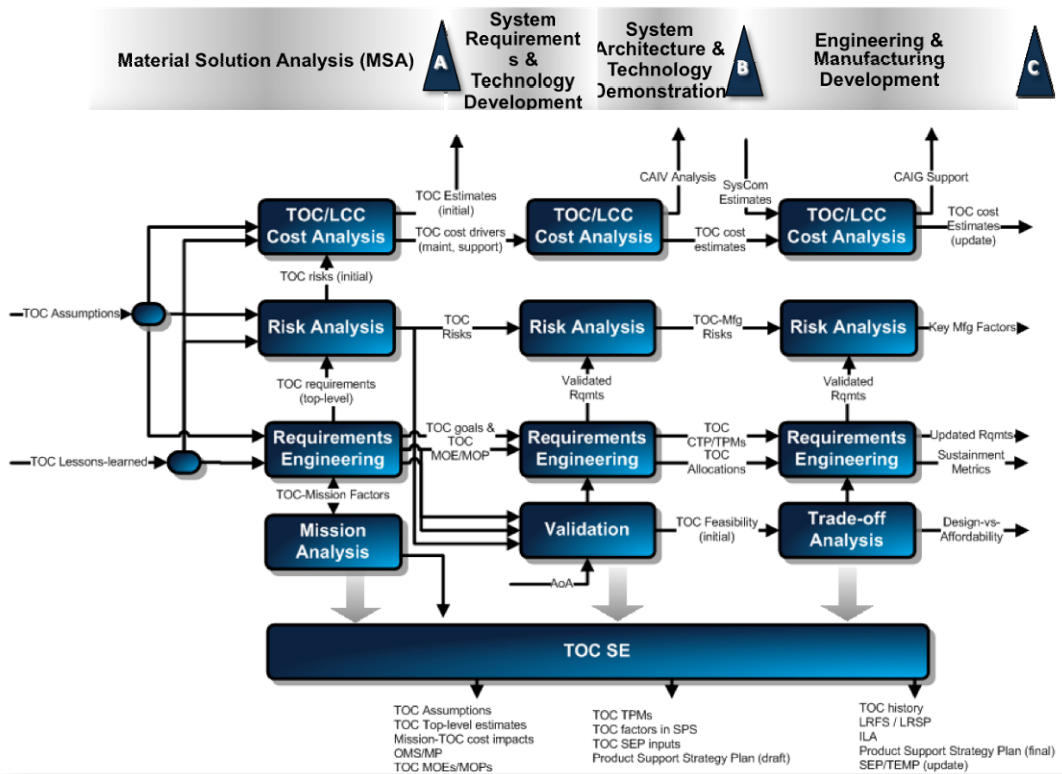 Material Solution Analysis (MSA)
A
System
Requirement
s &
Technology
Development
System
Architecture &
Technology
Demonstration
B
Engineering &
Manufacturing
Development
C
TOC Estimates
(initial)
CAIV Analysis
SysCom
Estimates
CAIG Support
TOC/LCC
Cost Analysis
TOC cost drivers
(maint, support)
TOC/LCC
Cost Analysis
TOC cost
estimates
TOC/LCC
Cost Analysis
TOC cost
Estimates
(update)
TOC risks (initial)
TOC Assumptions
Risk Analysis
TOC
Risks
Risk Analysis
TOC-Mfg
Risks
Risk Analysis
Key Mfg Factors
TOC requirements
(top-level)
Validated
Rqmts
Validated
Rqmts
TOC Lessons-learned
Requirements
Engineering
TOC goals &
TOC
MOE/MOP
Requirements
Engineering
TOC
CTP/TPMs
TOC
Allocations
Requirements
Engineering
Updated Rqmts
Sustainment
Metrics
TOC-Mission Factors
Mission
Analysis
Validation
TOC Feasibility
(initial)
Trade-off
Analysis
Design-vs-
Affordability
AoA
TOC SE
TOC Assumptions
TOC Top-level estimates
Mission-TOC cost impacts
OMS/MP
TOC MOEs/MOPs
TOC TPMs
TOC factors in SPS
TOC SEP inputs
Product Support Strategy Plan (draft)
TOC history
LRFS / LRSP
ILA
Product Support Strategy Plan (final)
SEP/TEMP (update)